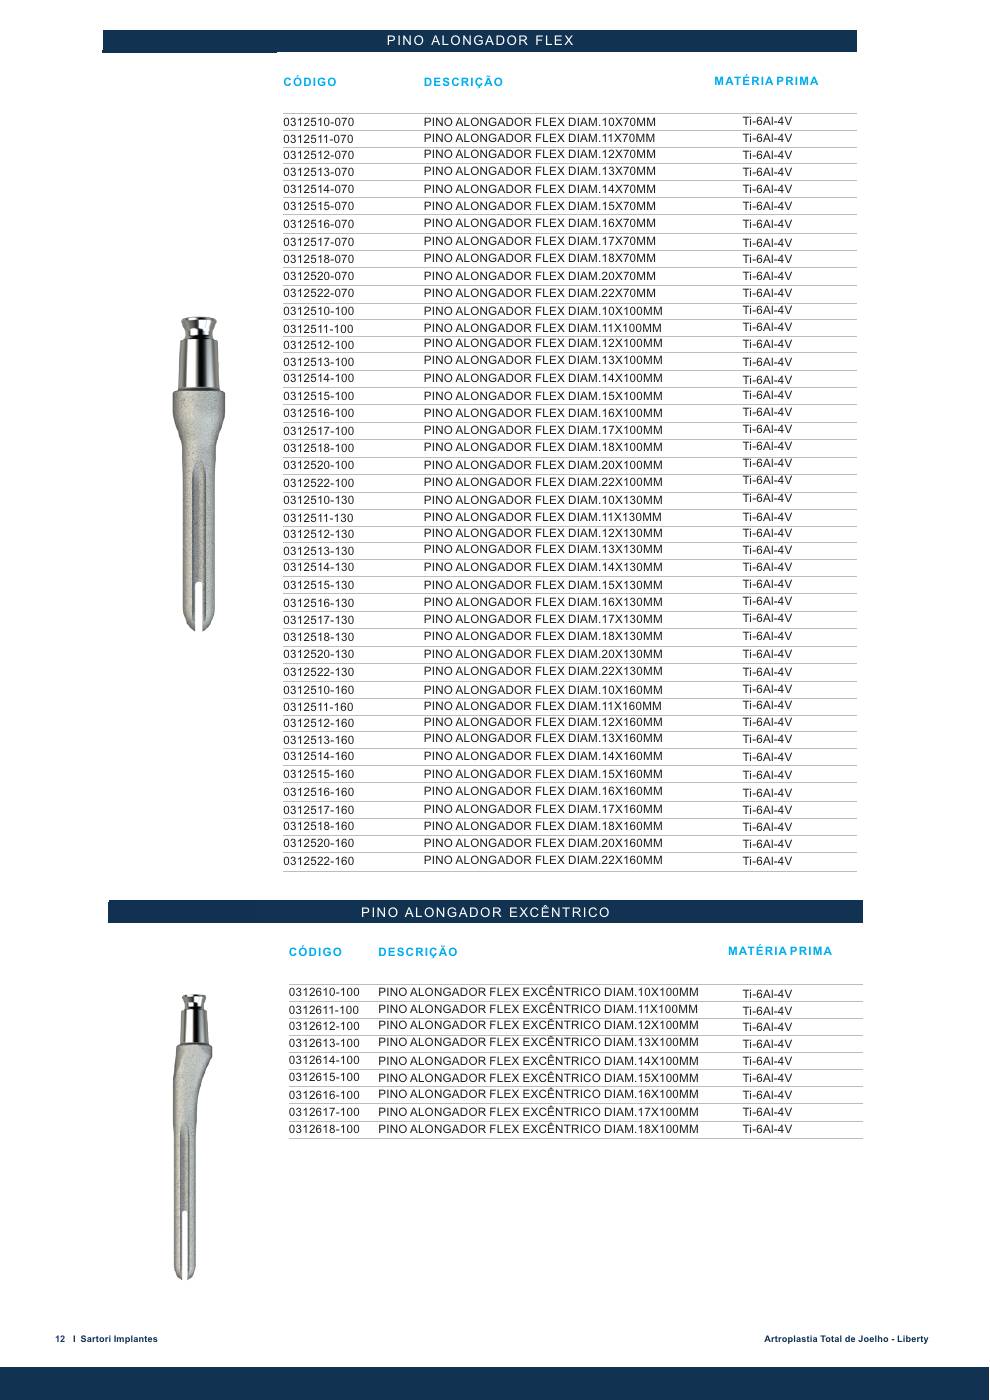 PINO ALONGADOR FLEX
CÓDIGO DESCRIÇÃO MATÉRIA PRIMA
0312510-070 PINO ALONGADOR FLEX DIAM.10X70MM Ti-6Al-4V
0312511-070 PINO ALONGADOR FLEX DIAM.11X70MM Ti-6Al-4V
0312512-070 PINO ALONGADOR FLEX DIAM.12X70MM Ti-6Al-4V
0312513-070 PINO ALONGADOR FLEX DIAM.13X70MM Ti-6Al-4V
0312514-070 PINO ALONGADOR FLEX DIAM.14X70MM Ti-6Al-4V
0312515-070 PINO ALONGADOR FLEX DIAM.15X70MM Ti-6Al-4V
0312516-070 PINO ALONGADOR FLEX DIAM.16X70MM Ti-6Al-4V
0312517-070 PINO ALONGADOR FLEX DIAM.17X70MM Ti-6Al-4V
0312518-070 PINO ALONGADOR FLEX DIAM.18X70MM Ti-6Al-4V
0312520-070 PINO ALONGADOR FLEX DIAM.20X70MM Ti-6Al-4V
0312522-070 PINO ALONGADOR FLEX DIAM.22X70MM Ti-6Al-4V
0312510-100 PINO ALONGADOR FLEX DIAM.10X100MM Ti-6Al-4V
0312511-100 PINO ALONGADOR FLEX DIAM.11X100MM Ti-6Al-4V
0312512-100 PINO ALONGADOR FLEX DIAM.12X100MM Ti-6Al-4V
0312513-100 PINO ALONGADOR FLEX DIAM.13X100MM Ti-6Al-4V
0312514-100 PINO ALONGADOR FLEX DIAM.14X100MM Ti-6Al-4V
0312515-100 PINO ALONGADOR FLEX DIAM.15X100MM Ti-6Al-4V
0312516-100 PINO ALONGADOR FLEX DIAM.16X100MM Ti-6Al-4V
0312517-100 PINO ALONGADOR FLEX DIAM.17X100MM Ti-6Al-4V
0312518-100 PINO ALONGADOR FLEX DIAM.18X100MM Ti-6Al-4V
0312520-100 PINO ALONGADOR FLEX DIAM.20X100MM Ti-6Al-4V
0312522-100 PINO ALONGADOR FLEX DIAM.22X100MM Ti-6Al-4V
0312510-130 PINO ALONGADOR FLEX DIAM.10X130MM Ti-6Al-4V
0312511-130 PINO ALONGADOR FLEX DIAM.11X130MM Ti-6Al-4V
0312512-130 PINO ALONGADOR FLEX DIAM.12X130MM Ti-6Al-4V
0312513-130 PINO ALONGADOR FLEX DIAM.13X130MM Ti-6Al-4V
0312514-130 PINO ALONGADOR FLEX DIAM.14X130MM Ti-6Al-4V
0312515-130 PINO ALONGADOR FLEX DIAM.15X130MM Ti-6Al-4V
0312516-130 PINO ALONGADOR FLEX DIAM.16X130MM Ti-6Al-4V
0312517-130 PINO ALONGADOR FLEX DIAM.17X130MM Ti-6Al-4V
0312518-130 PINO ALONGADOR FLEX DIAM.18X130MM Ti-6Al-4V
0312520-130 PINO ALONGADOR FLEX DIAM.20X130MM Ti-6Al-4V
0312522-130 PINO ALONGADOR FLEX DIAM.22X130MM Ti-6Al-4V
0312510-160 PINO ALONGADOR FLEX DIAM.10X160MM Ti-6Al-4V
0312511-160 PINO ALONGADOR FLEX DIAM.11X160MM Ti-6Al-4V
0312512-160 PINO ALONGADOR FLEX DIAM.12X160MM Ti-6Al-4V
0312513-160 PINO ALONGADOR FLEX DIAM.13X160MM Ti-6Al-4V
0312514-160 PINO ALONGADOR FLEX DIAM.14X160MM Ti-6Al-4V
0312515-160 PINO ALONGADOR FLEX DIAM.15X160MM Ti-6Al-4V
0312516-160 PINO ALONGADOR FLEX DIAM.16X160MM Ti-6Al-4V
0312517-160 PINO ALONGADOR FLEX DIAM.17X160MM Ti-6Al-4V
0312518-160 PINO ALONGADOR FLEX DIAM.18X160MM Ti-6Al-4V
0312520-160 PINO ALONGADOR FLEX DIAM.20X160MM Ti-6Al-4V
0312522-160 PINO ALONGADOR FLEX DIAM.22X160MM Ti-6Al-4V
PINO ALONGADOR EXCÊNTRICO
CÓDIGO DESCRIÇÃO MATÉRIA PRIMA
0312610-100 PINO ALONGADOR FLEX EXCÊNTRICO DIAM.10X100MM Ti-6Al-4V
0312611-100 PINO ALONGADOR FLEX EXCÊNTRICO DIAM.11X100MM Ti-6Al-4V
0312612-100 PINO ALONGADOR FLEX EXCÊNTRICO DIAM.12X100MM Ti-6Al-4V
0312613-100 PINO ALONGADOR FLEX EXCÊNTRICO DIAM.13X100MM Ti-6Al-4V
0312614-100 PINO ALONGADOR FLEX EXCÊNTRICO DIAM.14X100MM Ti-6Al-4V
0312615-100 PINO ALONGADOR FLEX EXCÊNTRICO DIAM.15X100MM Ti-6Al-4V
0312616-100 PINO ALONGADOR FLEX EXCÊNTRICO DIAM.16X100MM Ti-6Al-4V
0312617-100 PINO ALONGADOR FLEX EXCÊNTRICO DIAM.17X100MM Ti-6Al-4V
0312618-100 PINO ALONGADOR FLEX EXCÊNTRICO DIAM.18X100MM Ti-6Al-4V
12 I Sartori Implantes Artroplastia Total de Joelho - Liberty